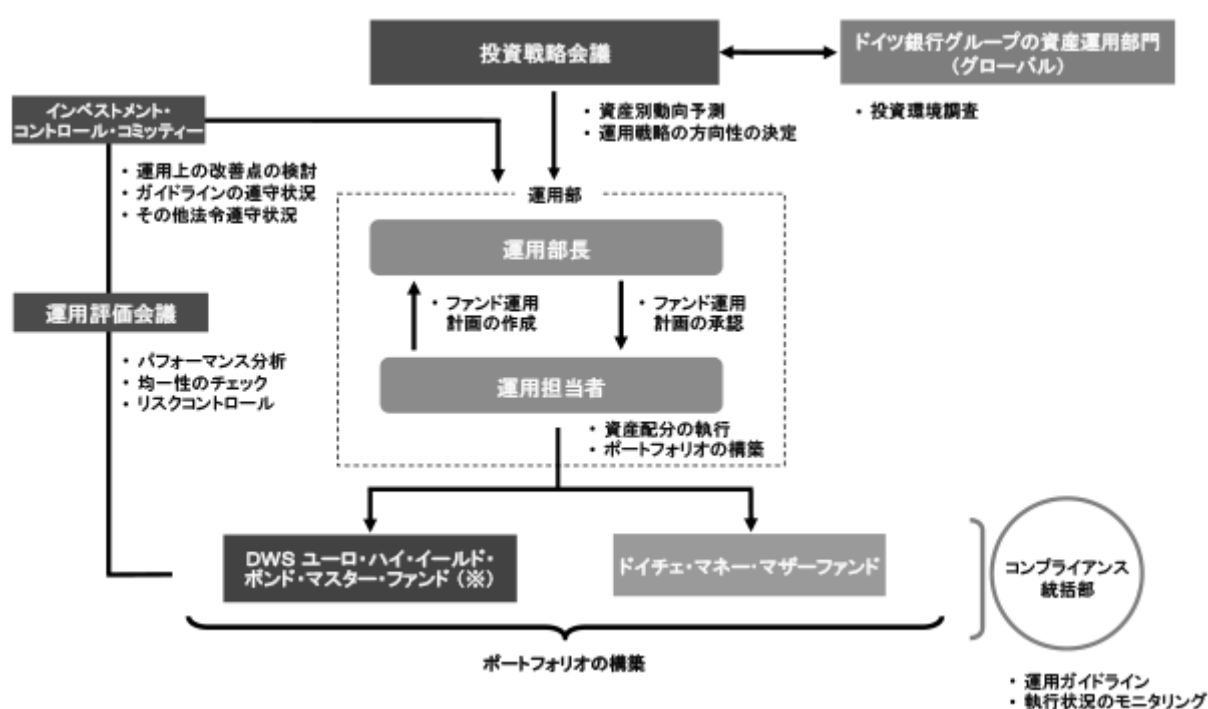 投資戦略会議
ドイツ銀行グループの資産運用部門
(グローバル)
・ 投資環境調査
・ 資産別動向予測
・ 運用戦略の方向性の決定
インベストメント・
コントロール・コミッティー
・ 運用上の改善点の検討
・ ガイドラインの遵守状況
・ その他法令遵守状況
運用部
運用部長
・ ファンド運用
計画の作成
・ ファンド運用
計画の承認
運用評価会議
・ パフォーマンス分析
・ 均一性のチェック
・ リスクコントロール
運用担当者
・ 資産配分の執行
・ ポートフォリオの構築
DWS ユーロ・ハイ・イールド・
ボンド・マスター・ファンド(※)
ドイチェ・マネー・マザーファンド
コンプライアンス
統括部
ポートフォリオの構築
・ 運用ガイドライン
・ 執行状況のモニタリング